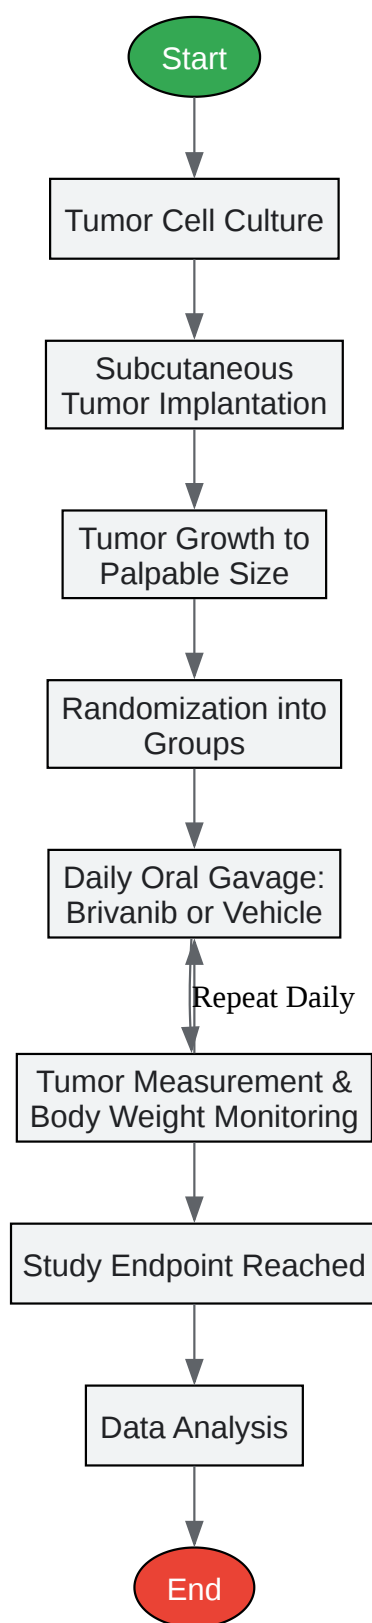 Start
Tumor Cell Culture
Subcutaneous
Tumor Implantation
Tumor Growth to
Palpable Size
Randomization into
Groups
Daily Oral Gavage:
Brivanib or Vehicle
Repeat Daily
Tumor Measurement &
Body Weight Monitoring
Study Endpoint Reached
Data Analysis
End